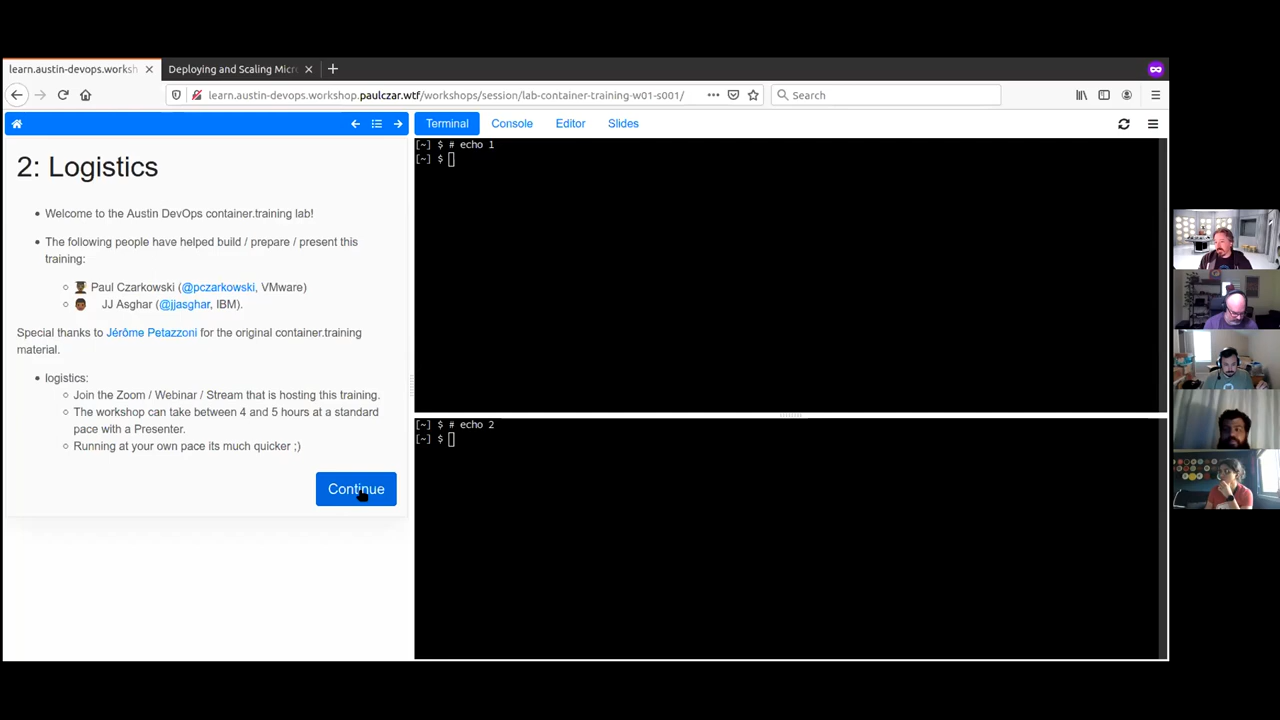 learn.austin-devops.worksh
Deploying and Scaling Micr
learn.austin-devops.workshop.paulczar.wtf/workshops/session/lab-container-training-w01-s001/
Search
Terminal
Console
Editor
Slides
2: Logistics
Welcome to the Austin DevOps container.training lab!
The following people have helped build / prepare / present this
training:
Paul Czarkowski (@pczarkowski, VMware)
JJ Asghar (@jjasghar, IBM).
Special thanks to Jérôme Petazzoni for the original container.training
material.
logistics:
Join the Zoom / Webinar / Stream that is hosting this training.
The workshop can take between 4 and 5 hours at a standard
pace with a Presenter.
Running at your own pace its much quicker ;)
Continue
[~] $ # echo 1
[~] $
[~] $ # echo 2
[~] $